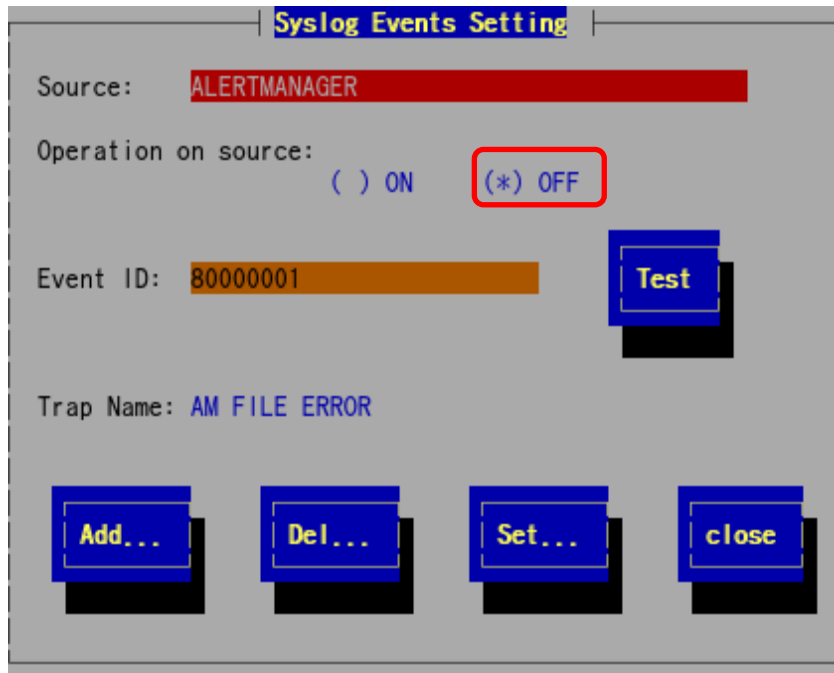 Syslog Events Setting
Source: ALERTMANAGER
Operation on source:
( ) ON (*) OFF
Event ID: 80000001 Test
Trap Name: AM FILE ERROR
Add... Del... Set... close